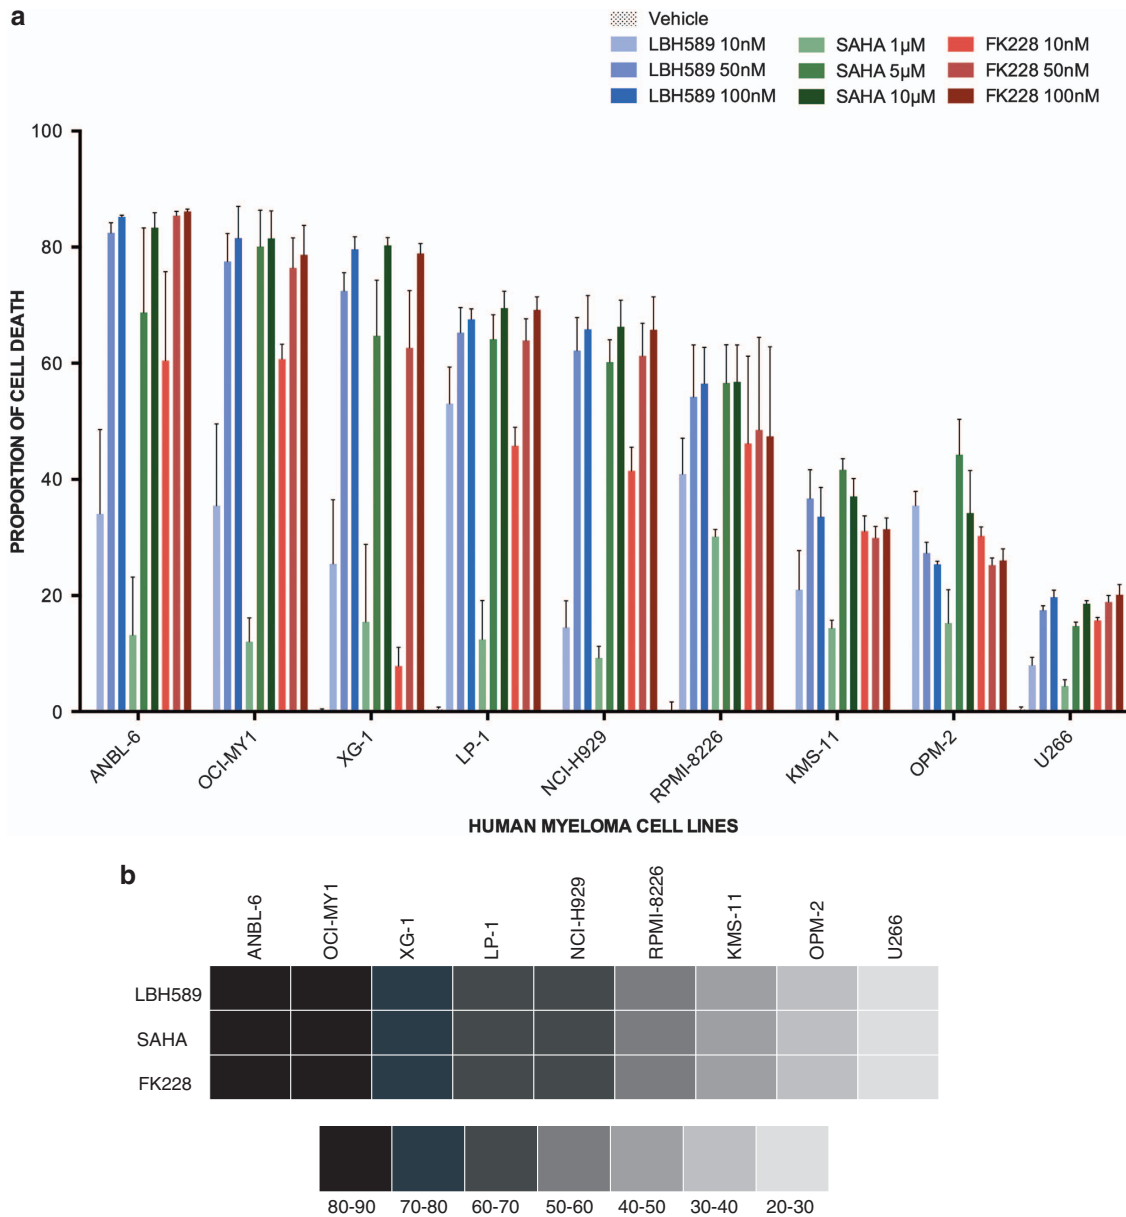 a
Vehicle
LBH589 10nM SAHA 1µM FK228 10nM
LBH589 50nM SAHA 5µM FK228 50nM
LBH589 100nM SAHA 10µM FK228 100nM
100
80
60
40
20
0
PROPORTION OF CELL DEATH
ANBL-6 OCI-MY1 XG-1 LP-1 NCI-H929 RPMI-8226 KMS-11 OPM-2 U266
HUMAN MYELOMA CELL LINES
b
ANBL-6 OCI-MY1 XG-1 LP-1 NCI-H929 RPMI-8226 KMS-11 OPM-2 U266
LBH589
SAHA
FK228
80-90 70-80 60-70 50-60 40-50 30-40 20-30